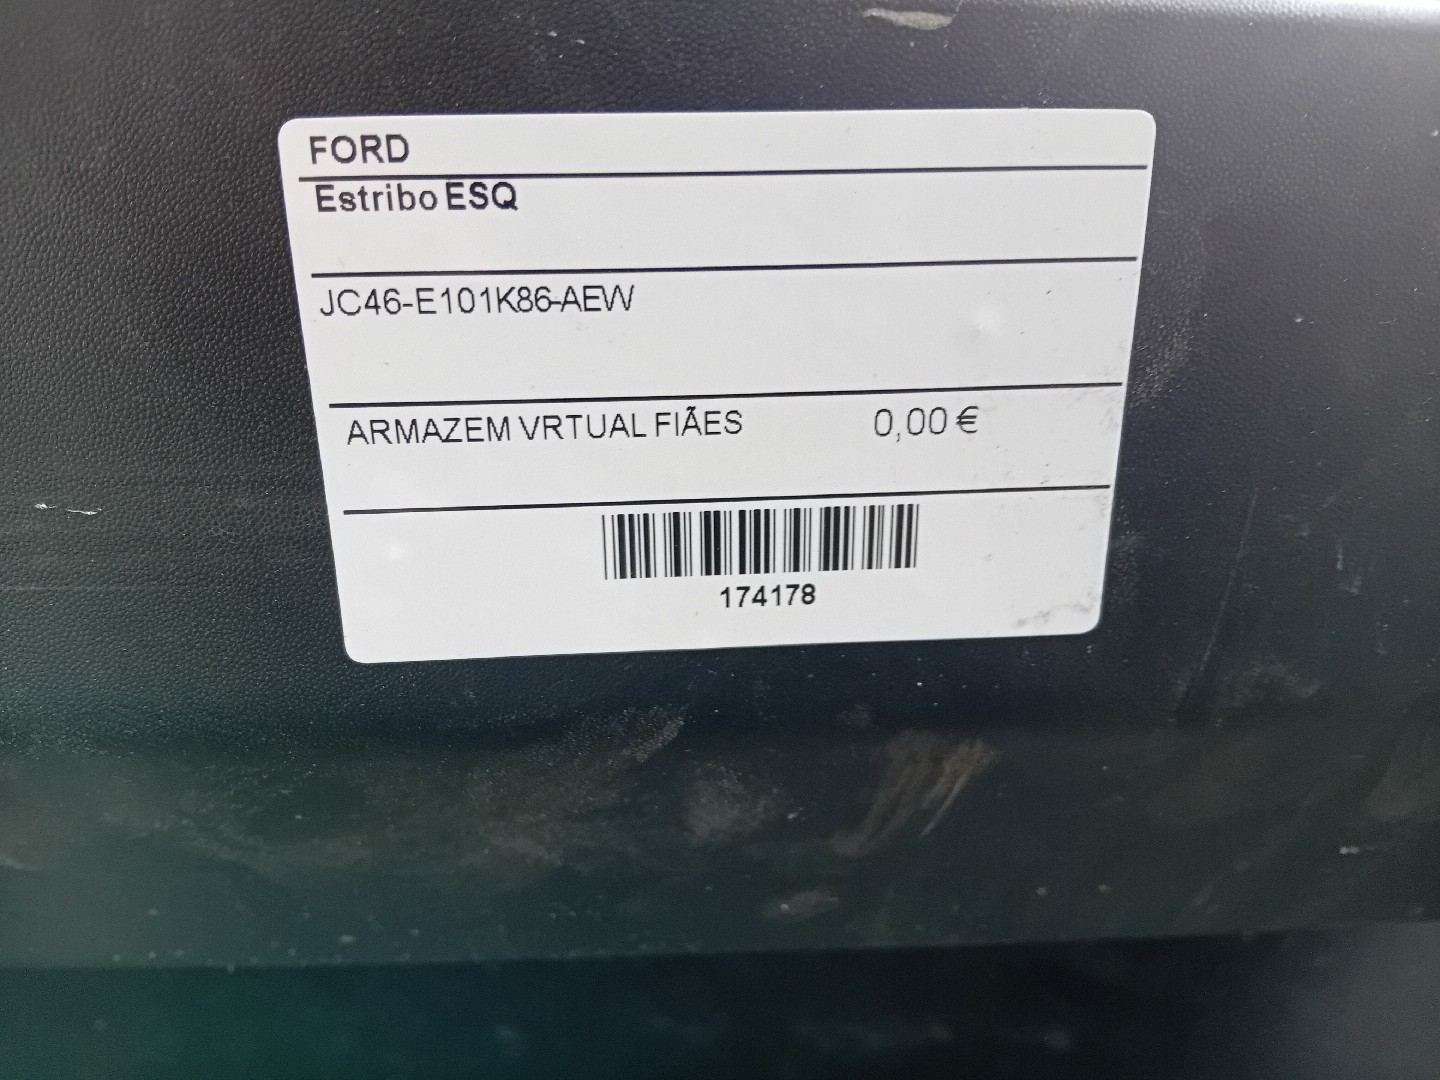 FORD
Estribo ESQ
JC46-E101K86-AEW
ARMAZEM VRTUAL FIÃES 0,00 €
174178